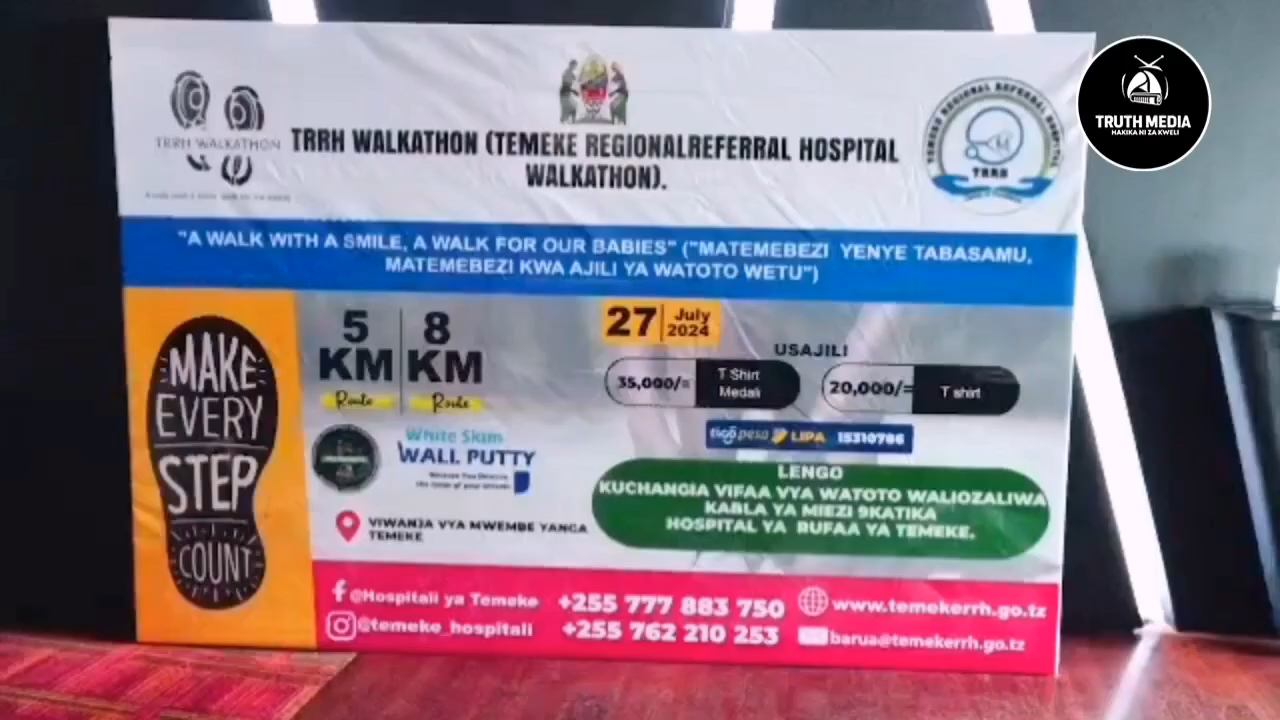 TRUTH MEDIA
HAKIKA NI ZA KWELI
TRRH WALKATHON
TRRH WALKATHON (TEMEKE REGIONALREFERRAL HOSPITAL
WALKATHON).
TEMEKE REGIONAL REFERRAL HOSPITAL
TRRH
"A WALK WITH A SMILE, A WALK FOR OUR BABIES" ("MATEMEBEZI YENYE TABASAMU,
MATEMEBEZI KWA AJILI YA WATOTO WETU")
MAKE
EVERY
STEP
COUNT
5
KM
Route
8
KM
Route
27 July
2024
USAJILI
35,000/= T Shirt
Medali
20,000/= T shirt
tigo pesa LIPA 15310786
White Skim
WALL PUTTY
LENGO
KUCHANGIA VIFAA VYA WATOTO WALIOZALIWA
KABLA YA MIEZI 9KATIKA
HOSPITAL YA RUFAA YA TEMEKE.
VIWANJA VYA MWEMBE YANGA
TEMEKE
@Hospitali ya Temeke
@temeke_hospitali
+255 777 883 750
+255 762 210 253
www.temekerrh.go.tz
barua@temekerrh.go.tz